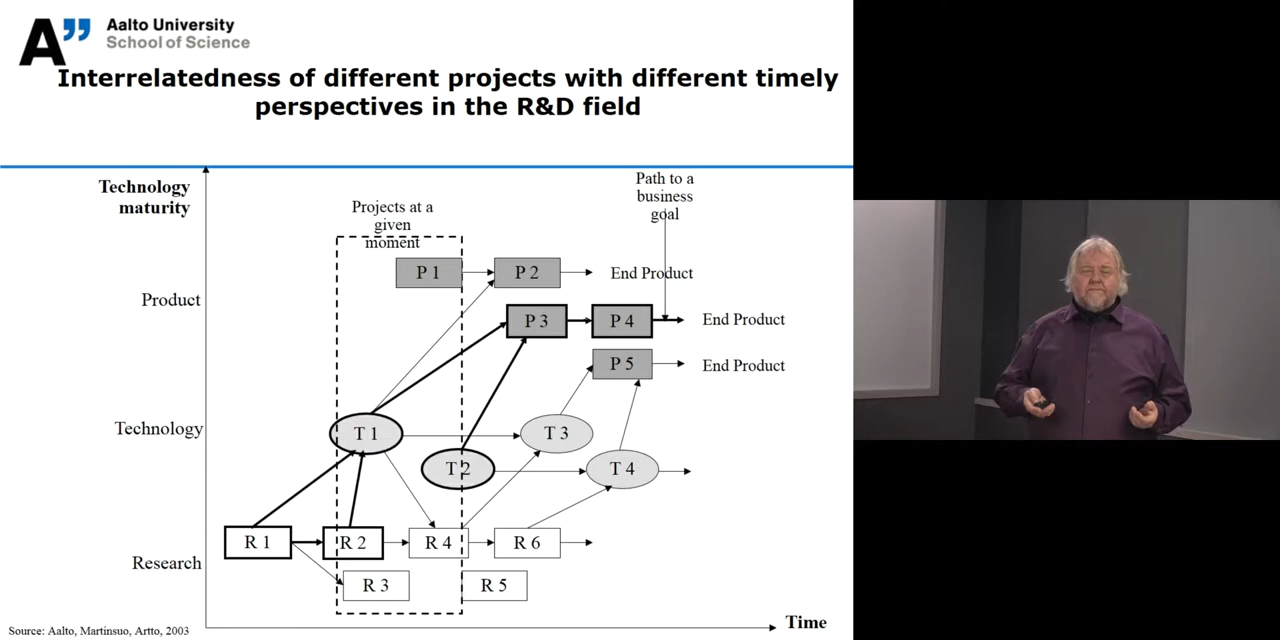 A”
Aalto University
School of Science
Interrelatedness of different projects with different timely
perspectives in the R&D field
Technology
maturity
Projects at a
given
moment
Path to a
business
goal
Product
P 1
P 2
End Product
P 3
P 4
End Product
P 5
End Product
Technology
T 1
T 3
T 2
T 4
R 1
R 2
R 4
R 6
Research
R 3
R 5
Time
Source: Aalto, Martinsuo, Artto, 2003